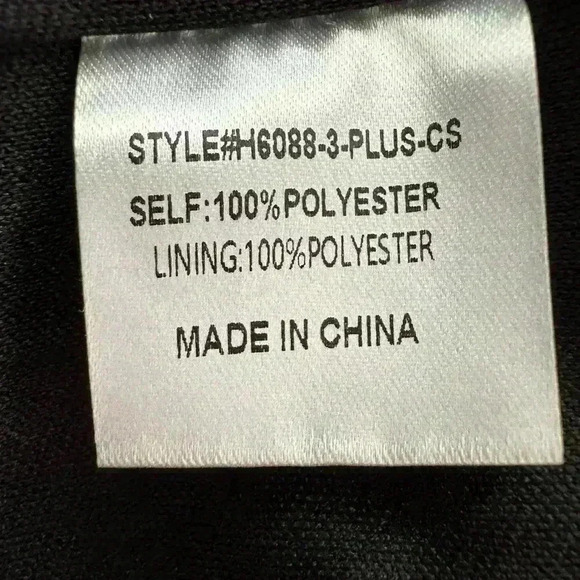 STYLE#H6088-3-PLUS-CS
SELF:100%POLYESTER
LINING:100%POLYESTER
MADE IN CHINA